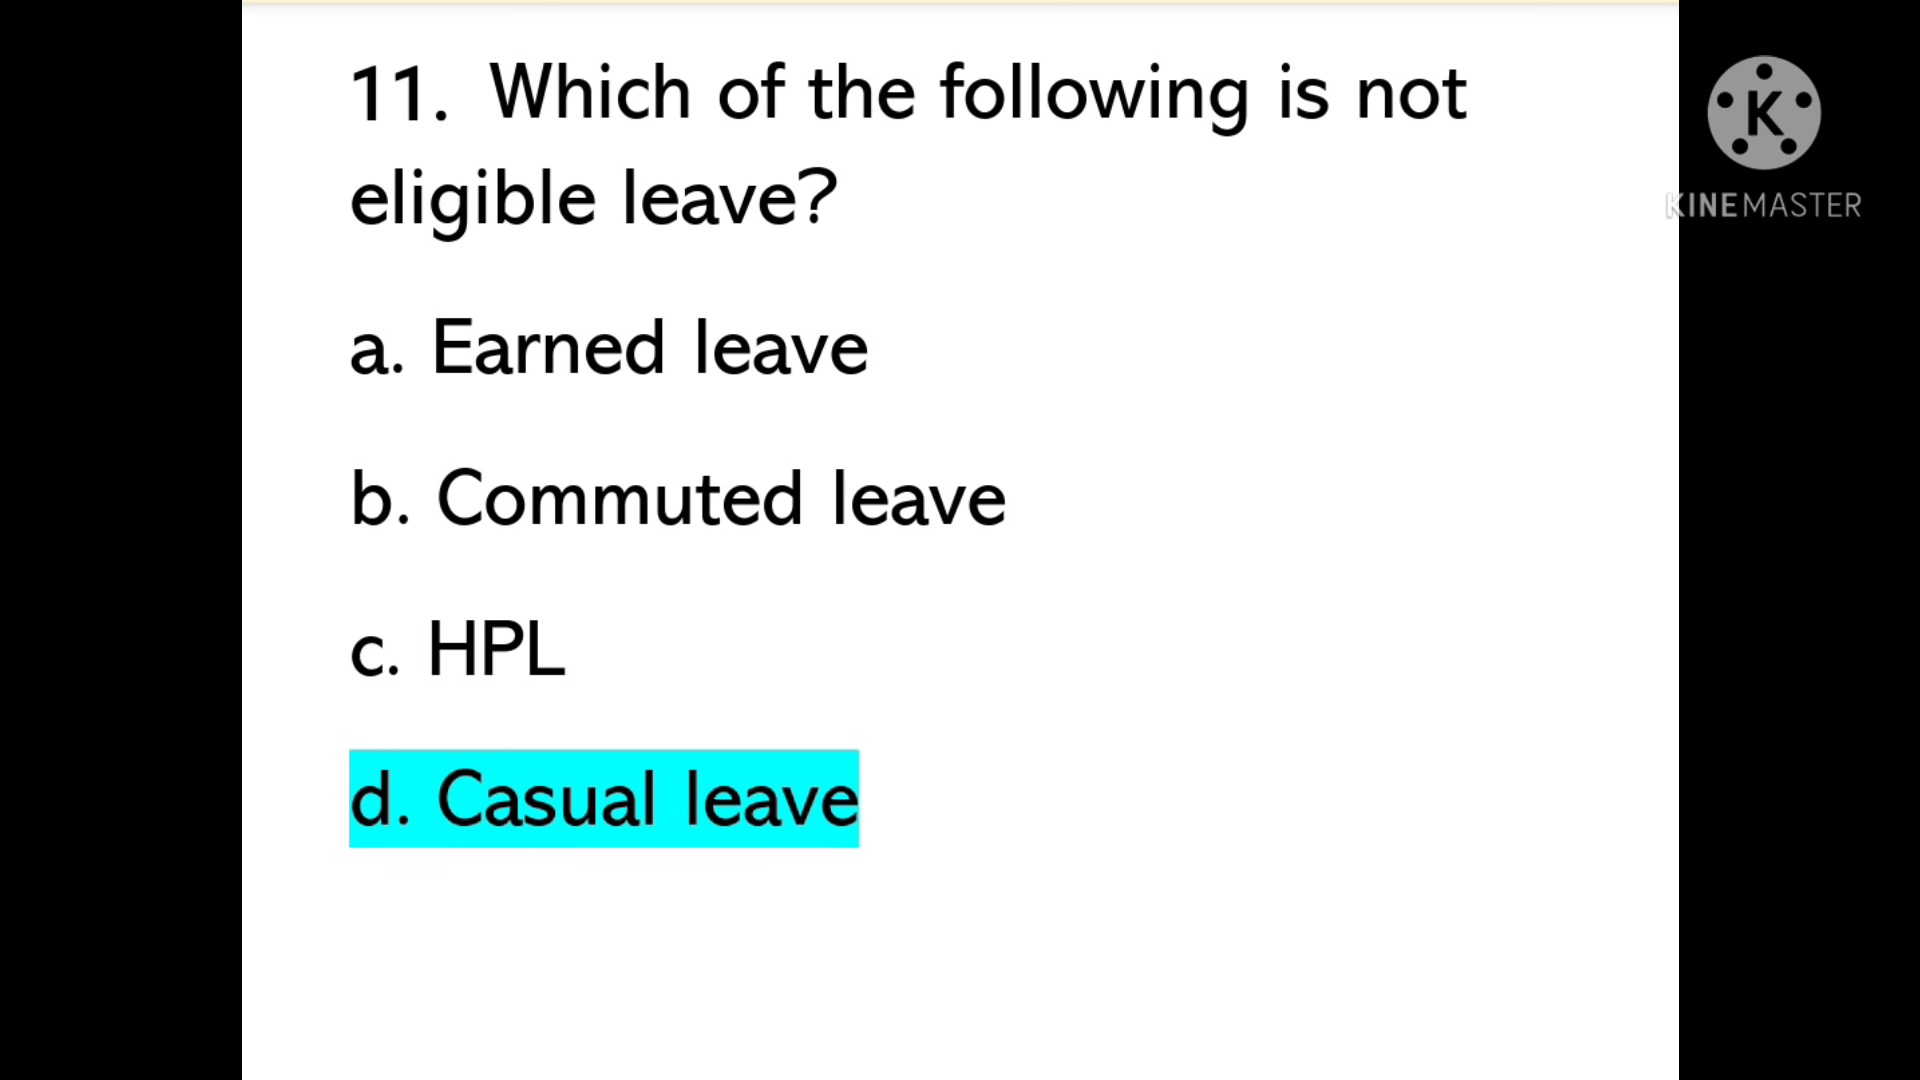 11. Which of the following is not
eligible leave?
a. Earned leave
b. Commuted leave
c. HPL
d. Casual leave
K
KINEMASTER